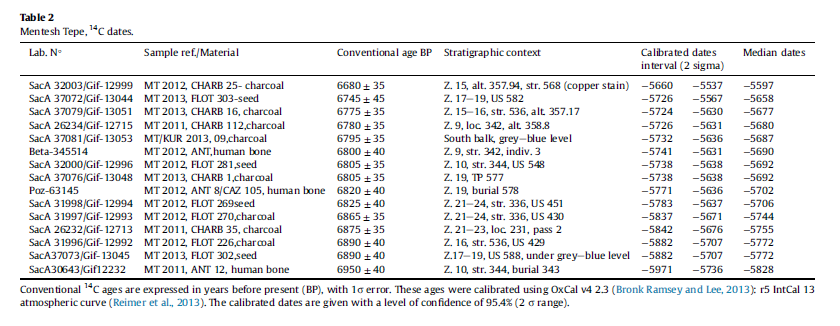 Table 2
Mentesh Tepe, ¹⁴C dates.
Lab. N° Sample ref./Material Conventional age BP Stratigraphic context Calibrated dates interval (2 sigma) Median dates
SacA 32003/Gif-12999 MT 2012, CHARB 25- charcoal 6680 ± 35 Z. 15, alt. 357.94, str. 568 (copper stain) −5660 −5537 −5597
SacA 37072/Gif-13044 MT 2013, FLOT 303-seed 6745 ± 45 Z. 17−19, US 582 −5726 −5567 −5658
SacA 37079/Gif-13051 MT 2013, CHARB 16, charcoal 6775 ± 35 Z. 15−16, str. 536, alt. 357.17 −5724 −5630 −5677
SacA 26234/Gif-12715 MT 2011, CHARB 112,charcoal 6780 ± 35 Z. 9, loc. 342, alt. 358.8 −5726 −5631 −5680
SacA 37081/Gif-13053 MT/KUR 2013, 09,charcoal 6795 ± 35 South balk, grey−blue level −5732 −5636 −5687
Beta-345514 MT 2012, ANT,human bone 6800 ± 40 Z. 9, str. 342, indiv. 3 −5741 −5631 −5690
SacA 32000/Gif-12996 MT 2012, FLOT 281,seed 6805 ± 35 Z. 10, str. 344, US 548 −5738 −5638 −5692
SacA 37076/Gif-13048 MT 2013, CHARB 1,charcoal 6805 ± 35 Z. 19, TP 577 −5738 −5638 −5692
Poz-63145 MT 2012, ANT 8/CAZ 105, human bone 6820 ± 40 Z. 19, burial 578 −5771 −5636 −5702
SacA 31998/Gif-12994 MT 2012, FLOT 269seed 6825 ± 40 Z. 21−24, str. 336, US 451 −5783 −5637 −5706
SacA 31997/Gif-12993 MT 2012, FLOT 270,charcoal 6865 ± 35 Z. 21−24, str. 336, US 430 −5837 −5671 −5744
SacA 26232/Gif-12713 MT 2011, CHARB 35, charcoal 6875 ± 35 Z. 21−23, loc. 231, pass 2 −5842 −5676 −5755
SacA 31996/Gif-12992 MT 2012, FLOT 226,charcoal 6890 ± 40 Z. 16, str. 536, US 429 −5882 −5707 −5772
SacA37073/Gif-13045 MT 2013, FLOT 302,seed 6890 ± 40 Z.17−19, US 588, under grey−blue level −5882 −5707 −5772
SacA30643/Gif12232 MT 2011, ANT 12, human bone 6950 ± 40 Z. 10, str. 344, burial 343 −5971 −5736 −5828
Conventional ¹⁴C ages are expressed in years before present (BP), with 1σ error. These ages were calibrated using OxCal v4 2.3 (Bronk Ramsey and Lee, 2013): r5 IntCal 13
atmospheric curve (Reimer et al., 2013). The calibrated dates are given with a level of confidence of 95.4% (2 σ range).